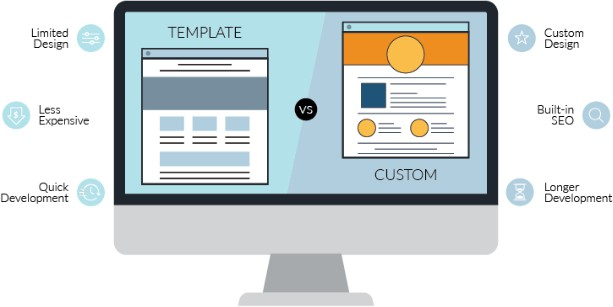 Limited
Design
Less
Expensive
Quick
Development
TEMPLATE
VS
CUSTOM
Custom
Design
Built-in
SEO
Longer
Development